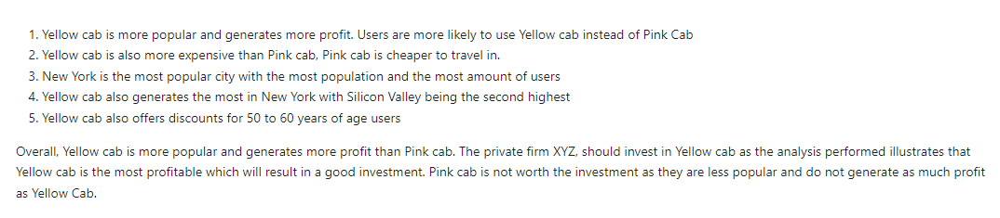 1. Yellow cab is more popular and generates more profit. Users are more likely to use Yellow cab instead of Pink Cab
2. Yellow cab is also more expensive than Pink cab, Pink cab is cheaper to travel in.
3. New York is the most popular city with the most population and the most amount of users
4. Yellow cab also generates the most in New York with Silicon Valley being the second highest
5. Yellow cab also offers discounts for 50 to 60 years of age users
Overall, Yellow cab is more popular and generates more profit than Pink cab. The private firm XYZ, should invest in Yellow cab as the analysis performed illustrates that
Yellow cab is the most profitable which will result in a good investment. Pink cab is not worth the investment as they are less popular and do not generate as much profit
as Yellow Cab.